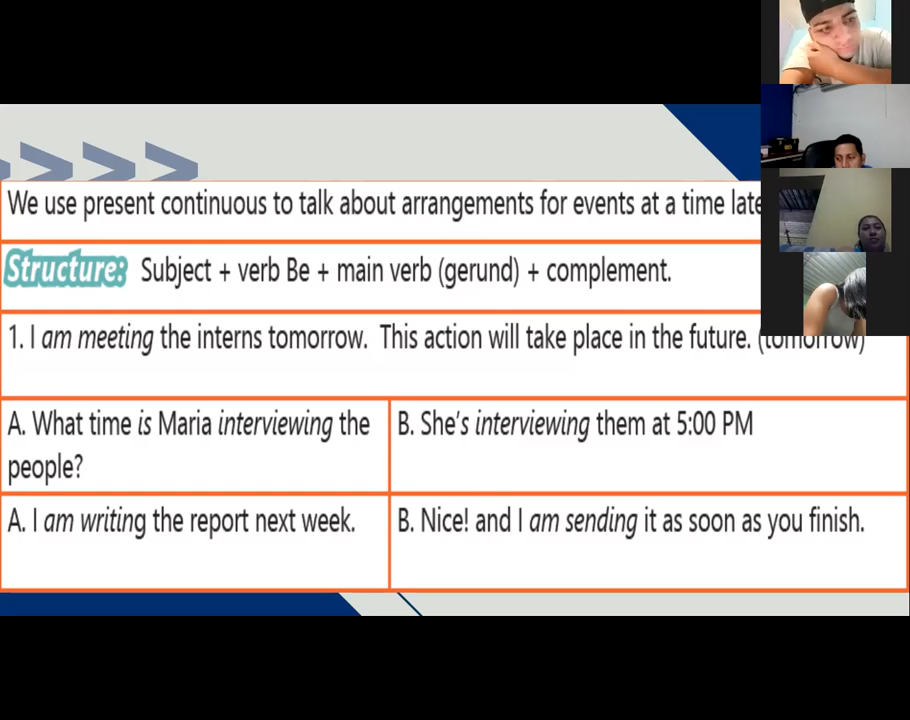 We use present continuous to talk about arrangements for events at a time late
Structure: Subject + verb Be + main verb (gerund) + complement.
1. I am meeting the interns tomorrow. This action will take place in the future. (tomorrow)
A. What time is Maria interviewing the
people?
B. She's interviewing them at 5:00 PM
A. I am writing the report next week.
B. Nice! and I am sending it as soon as you finish.